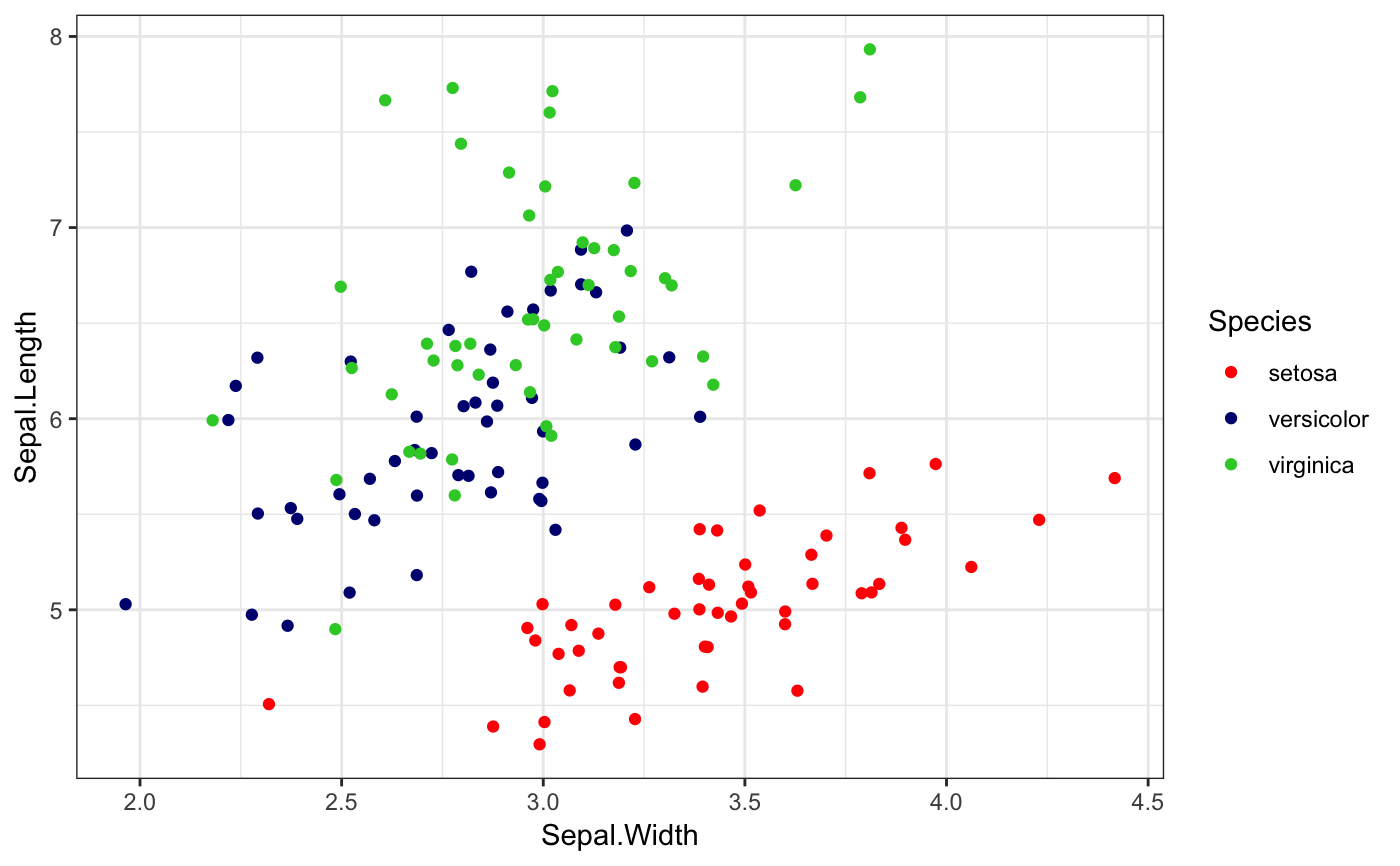 8
7
6
5
Sepal.Length
2.0 2.5 3.0 3.5 4.0 4.5
Sepal.Width
Species
setosa
versicolor
virginica